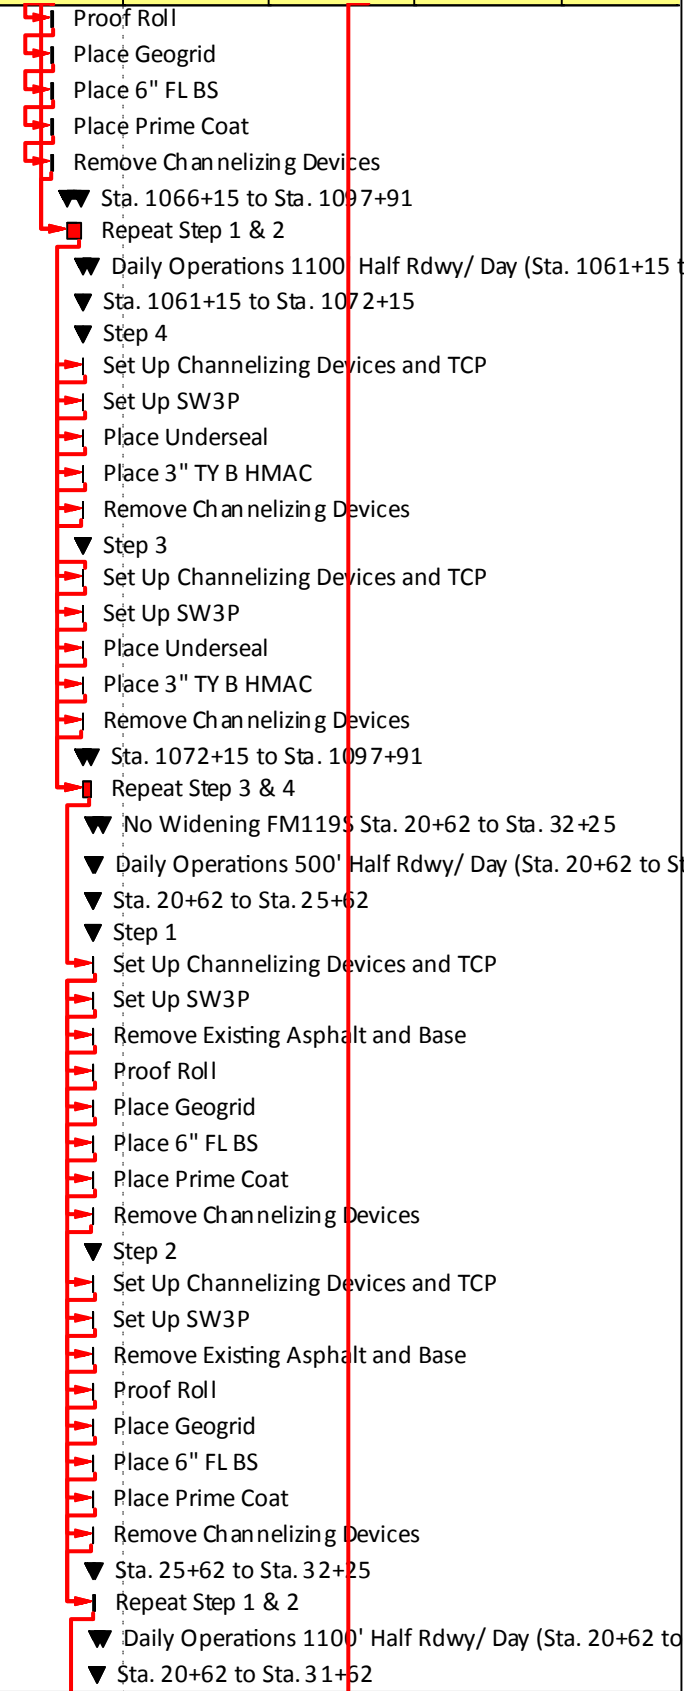 Proof Roll
Place Geogrid
Place 6" FL BS
Place Prime Coat
Remove Channelizing Devices
Sta. 1066+15 to Sta. 1097+91
Repeat Step 1 & 2
Daily Operations 1100' Half Rdwy/ Day (Sta. 1061+15 t
Sta. 1061+15 to Sta. 1072+15
Step 4
Set Up Channelizing Devices and TCP
Set Up SW3P
Place Underseal
Place 3" TY B HMAC
Remove Channelizing Devices
Step 3
Set Up Channelizing Devices and TCP
Set Up SW3P
Place Underseal
Place 3" TY B HMAC
Remove Channelizing Devices
Sta. 1072+15 to Sta. 1097+91
Repeat Step 3 & 4
No Widening FM1195 Sta. 20+62 to Sta. 32+25
Daily Operations 500' Half Rdwy/ Day (Sta. 20+62 to St
Sta. 20+62 to Sta. 25+62
Step 1
Set Up Channelizing Devices and TCP
Set Up SW3P
Remove Existing Asphalt and Base
Proof Roll
Place Geogrid
Place 6" FL BS
Place Prime Coat
Remove Channelizing Devices
Step 2
Set Up Channelizing Devices and TCP
Set Up SW3P
Remove Existing Asphalt and Base
Proof Roll
Place Geogrid
Place 6" FL BS
Place Prime Coat
Remove Channelizing Devices
Sta. 25+62 to Sta. 32+25
Repeat Step 1 & 2
Daily Operations 1100' Half Rdwy/ Day (Sta. 20+62 to
Sta. 20+62 to Sta. 31+62